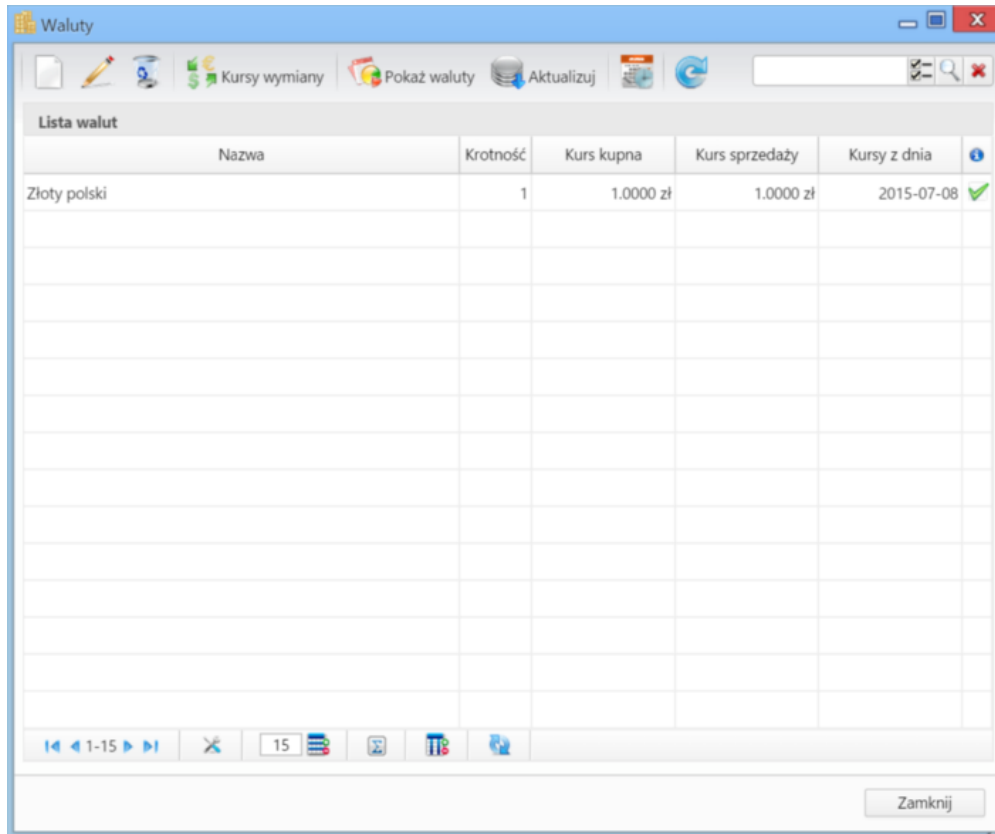 Waluty
Kursy wymiany Pokaż waluty Aktualizuj
Lista walut
Nazwa Krotność Kurs kupna Kurs sprzedaży Kursy z dnia
Złoty polski 1 1.0000 zł 1.0000 zł 2015-07-08
1-15 15
Zamknij